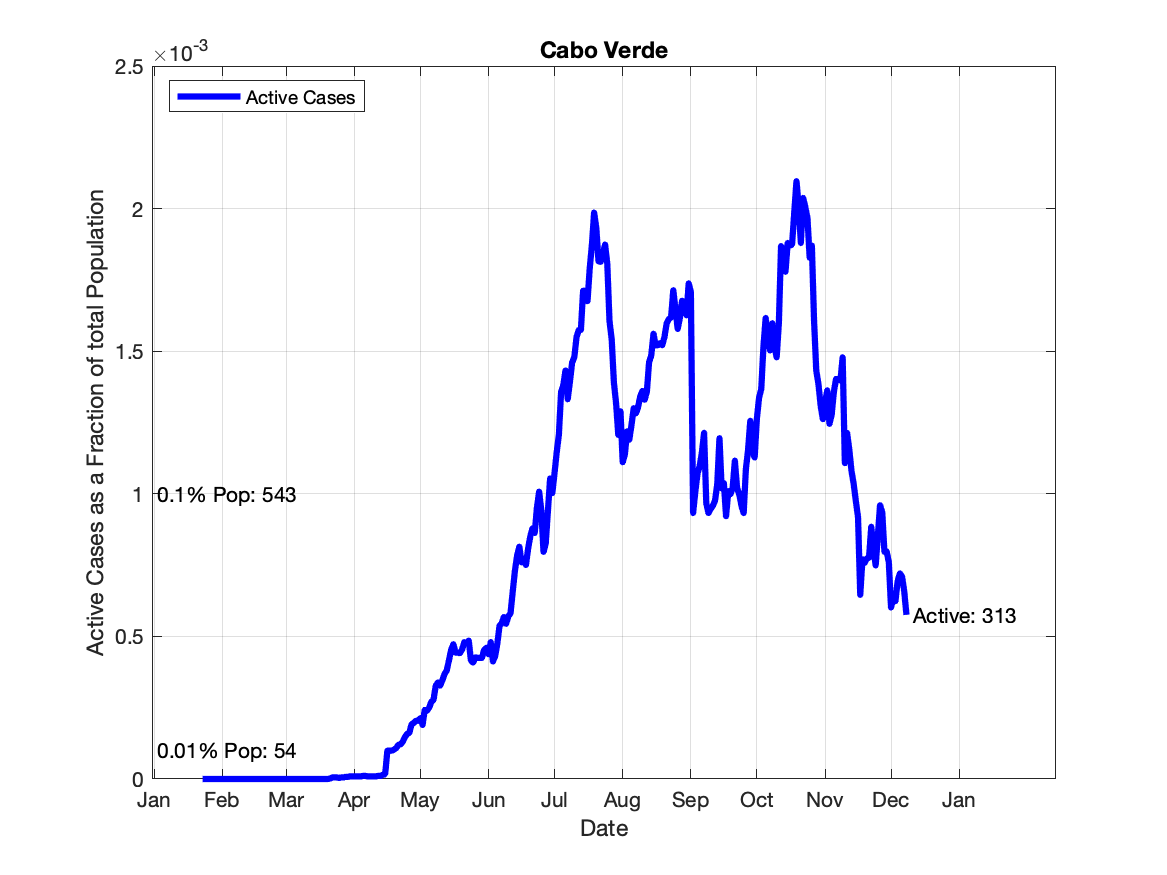 Cabo Verde
×10-3
2.5
2
1.5
1
0.5
0
Active Cases
0.1% Pop: 543
0.01% Pop: 54
Active: 313
Active Cases as a Fraction of total Population
Jan Feb Mar Apr May Jun Jul Aug Sep Oct Nov Dec Jan
Date